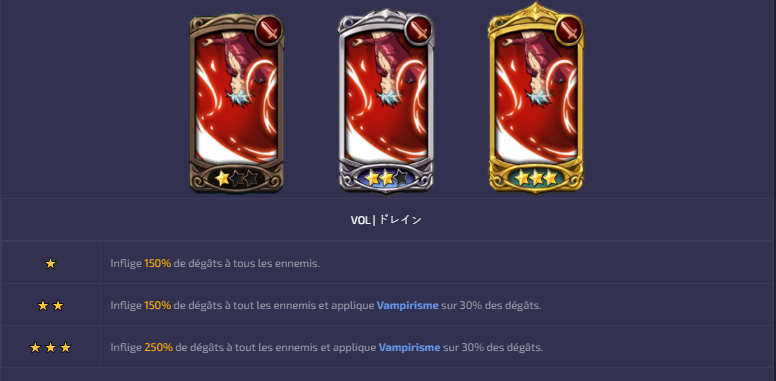 VOL | ドレイン
★ Inflige 150% de dégâts à tous les ennemis.
★ ★ Inflige 150% de dégâts à tout les ennemis et applique Vampirisme sur 30% des dégâts.
★ ★ ★ Inflige 250% de dégâts à tout les ennemis et applique Vampirisme sur 30% des dégâts.